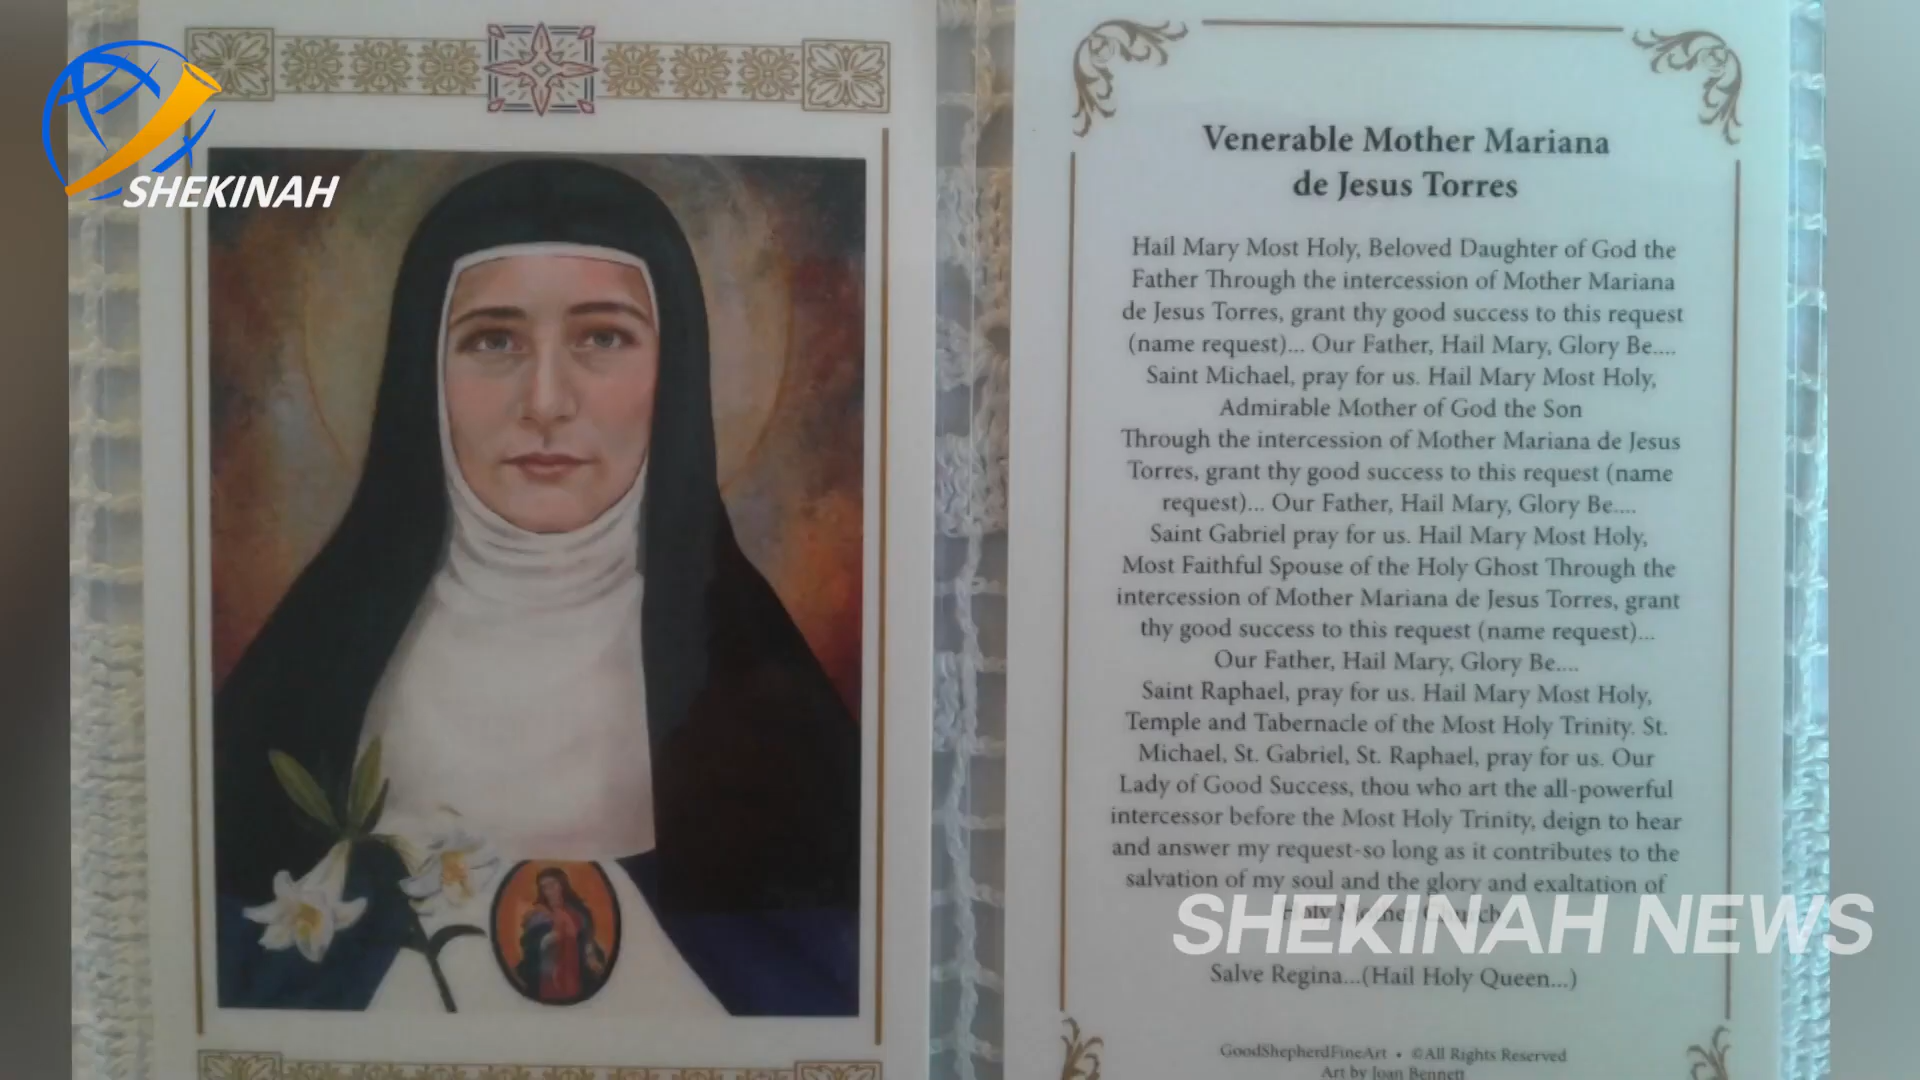 SHEKINAH
Venerable Mother Mariana
de Jesus Torres
Hail Mary Most Holy, Beloved Daughter of God the
Father Through the intercession of Mother Mariana
de Jesus Torres, grant thy good success to this request
(name request)... Our Father, Hail Mary, Glory Be....
Saint Michael, pray for us. Hail Mary Most Holy,
Admirable Mother of God the Son
Through the intercession of Mother Mariana de Jesus
Torres, grant thy good success to this request (name
request)... Our Father, Hail Mary, Glory Be....
Saint Gabriel pray for us. Hail Mary Most Holy,
Most Faithful Spouse of the Holy Ghost Through the
intercession of Mother Mariana de Jesus Torres, grant
thy good success to this request (name request)...
Our Father, Hail Mary, Glory Be....
Saint Raphael, pray for us. Hail Mary Most Holy,
Temple and Tabernacle of the Most Holy Trinity. St.
Michael, St. Gabriel, St. Raphael, pray for us. Our
Lady of Good Success, thou who art the all-powerful
intercessor before the Most Holy Trinity, deign to hear
and answer my request-so long as it contributes to the
salvation of my soul and the glory and exaltation of
Holy Mother Church
SHEKINAH NEWS
Salve Regina...(Hail Holy Queen...)
GoodShepherdFineArt • ©All Rights Reserved
Art by Joan Bennett